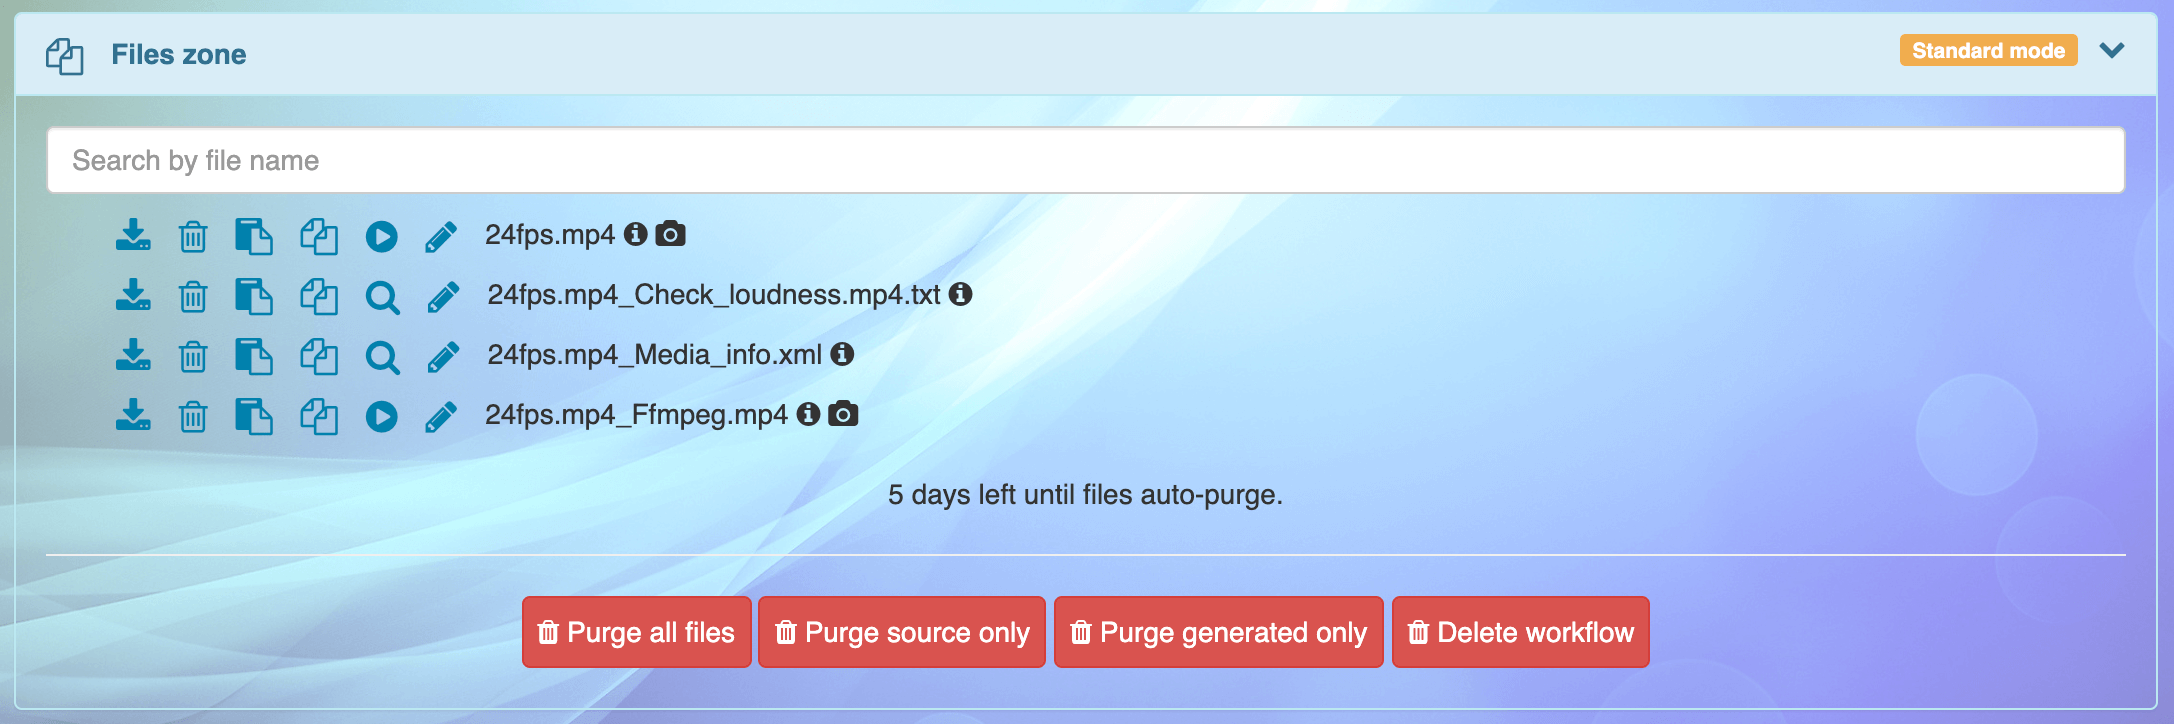 Files zone
Standard mode
Search by file name
24fps.mp4
24fps.mp4_Check_loudness.mp4.txt
24fps.mp4_Media_info.xml
24fps.mp4_Ffmpeg.mp4
5 days left until files auto-purge.
Purge all files
Purge source only
Purge generated only
Delete workflow